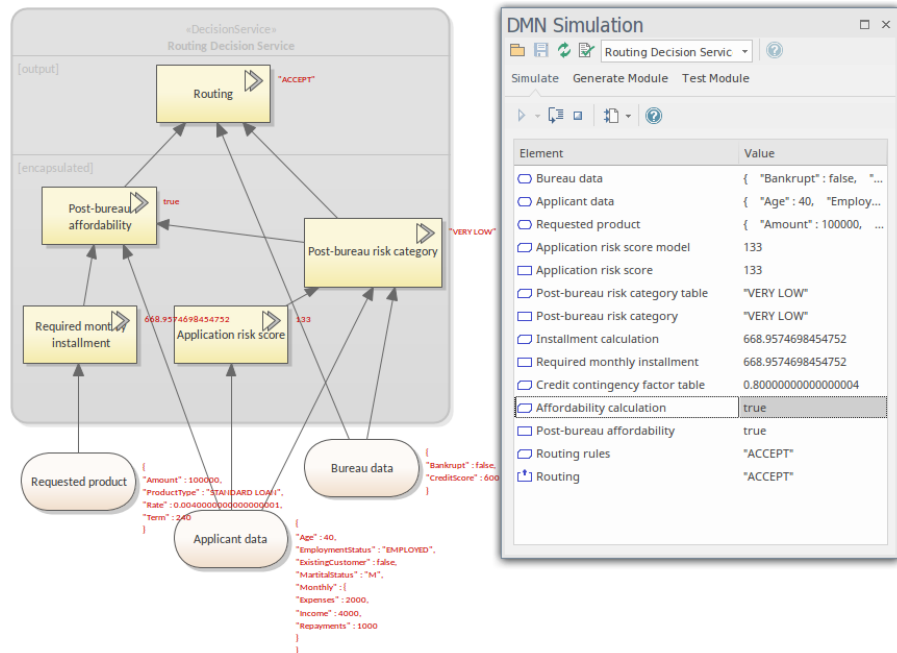 «DecisionService»
Routing Decision Service
[output]
Routing
"ACCEPT"
[encapsulated]
Post-bureau
affordability
true
Post-bureau risk category
"VERY LOW"
Required monthly
installment
668.9574698454752
Application risk score
133
Requested product
{
"Amount" : 100000,
"ProductType" : "STANDARD LOAN",
"Rate" : 0.0040000000000000001,
"Term" : 240
}
Bureau data
{
"Bankrupt" : false,
"CreditScore" : 600
}
Applicant data
{
"Age" : 40,
"EmploymentStatus" : "EMPLOYED",
"ExistingCustomer" : false,
"MartitalStatus" : "M",
"Monthly" : {
"Expenses" : 2000,
"Income" : 4000,
"Repayments" : 1000
}
}
DMN Simulation
Routing Decision Servic
Simulate Generate Module Test Module
Element Value
Bureau data { "Bankrupt" : false, "...
Applicant data { "Age" : 40, "Employ...
Requested product { "Amount" : 100000, ...
Application risk score model 133
Application risk score 133
Post-bureau risk category table "VERY LOW"
Post-bureau risk category "VERY LOW"
Installment calculation 668.9574698454752
Required monthly installment 668.9574698454752
Credit contingency factor table 0.80000000000000004
Affordability calculation true
Post-bureau affordability true
Routing rules "ACCEPT"
Routing "ACCEPT"